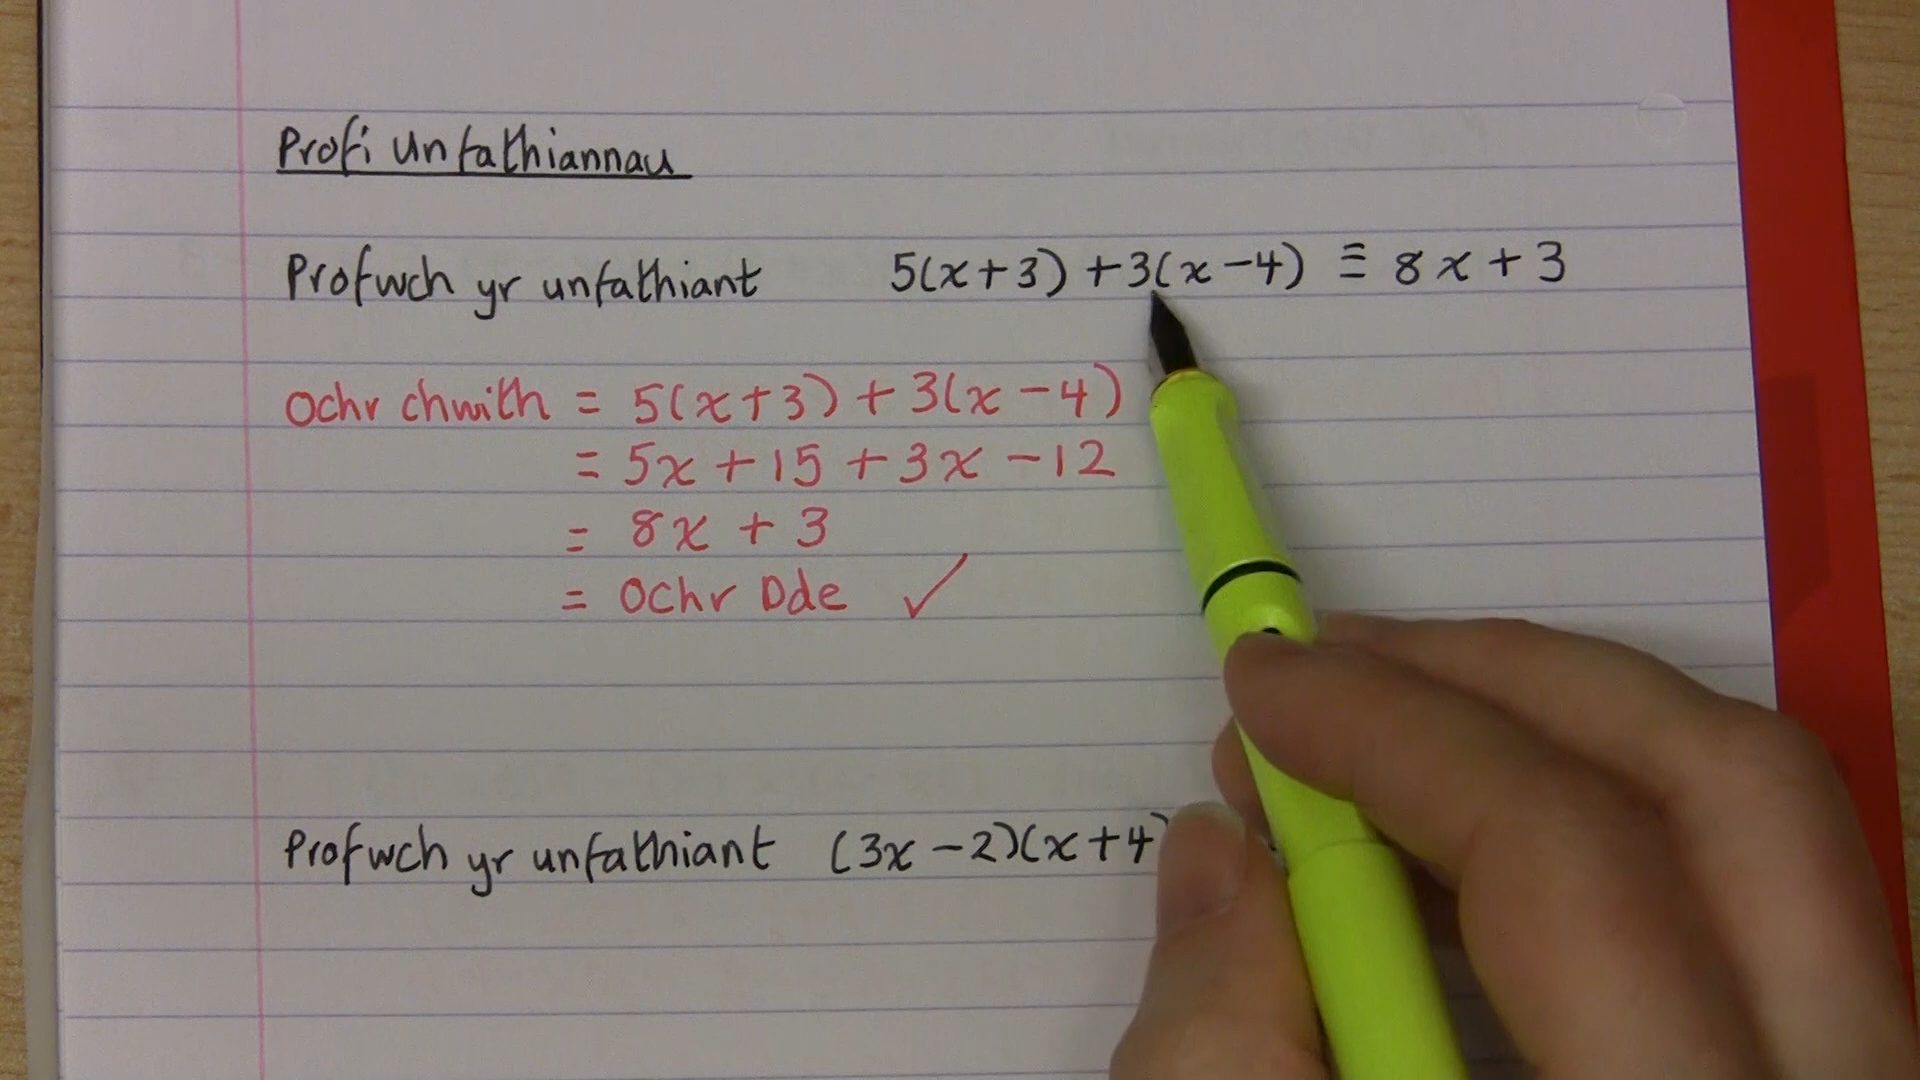 Profi Unfathiannau
Profwch yr unfathiant 5(x+3) + 3(x-4) ≡ 8x + 3
Ochr chwith = 5(x+3) + 3(x-4)
= 5x + 15 + 3x - 12
= 8x + 3
= Ochr Dde ✓
Profwch yr unfathiant (3x-2)(x+4)